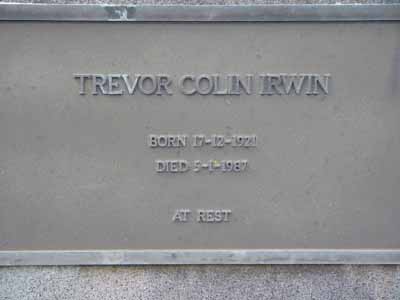 TREVOR COLIN IRWIN
BORN 17-12-1921
DIED 5-1-1987
AT REST